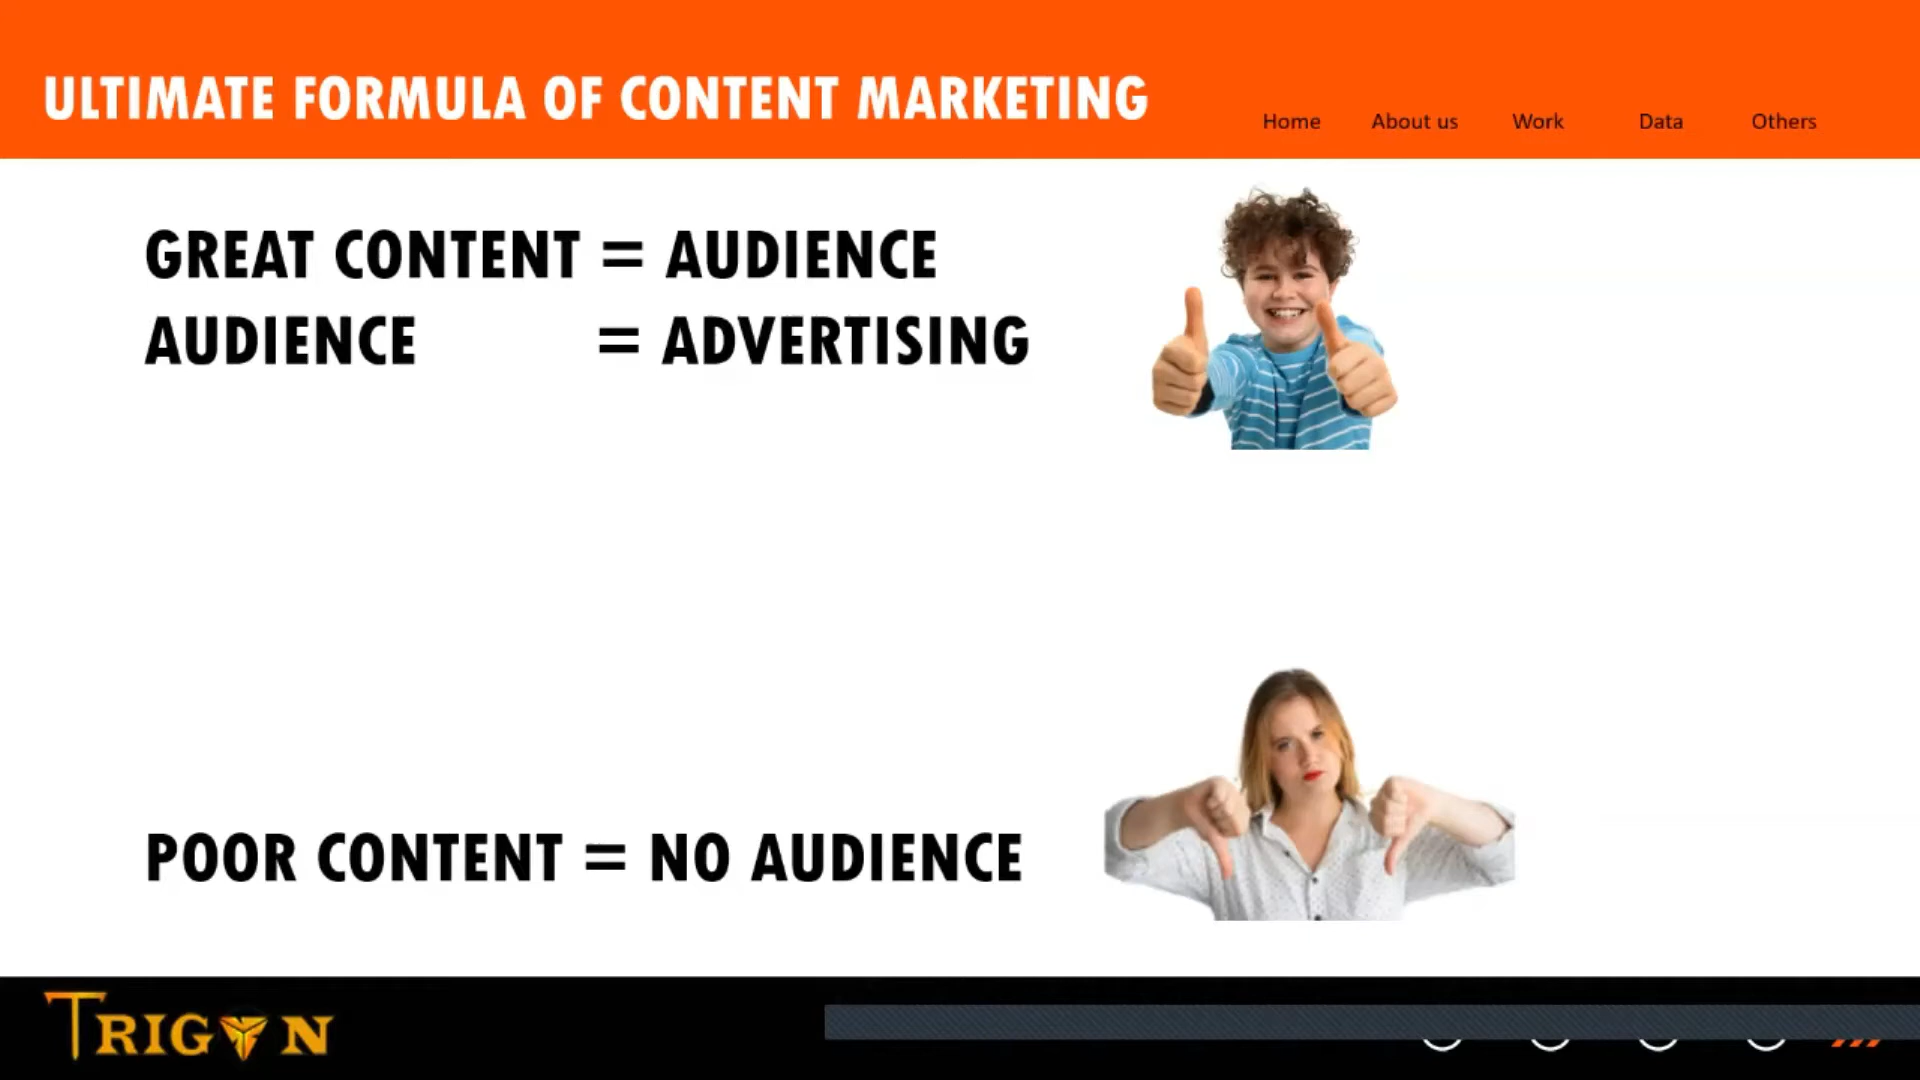 ULTIMATE FORMULA OF CONTENT MARKETING
Home About us Work Data Others
GREAT CONTENT = AUDIENCE
AUDIENCE = ADVERTISING
POOR CONTENT = NO AUDIENCE
TRIGON